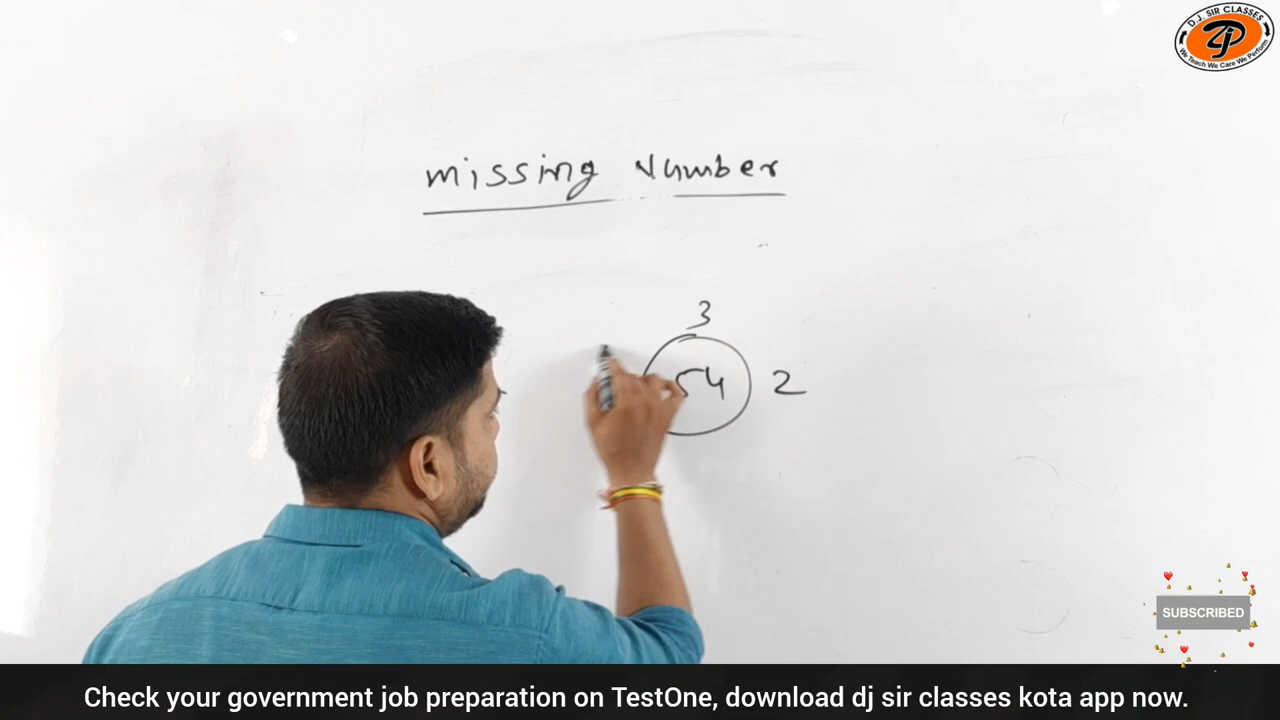 D.J. SIR CLASSES
We Teach We Care We Perform
missing Number
3
54 2
SUBSCRIBED
Check your government job preparation on TestOne, download dj sir classes kota app now.